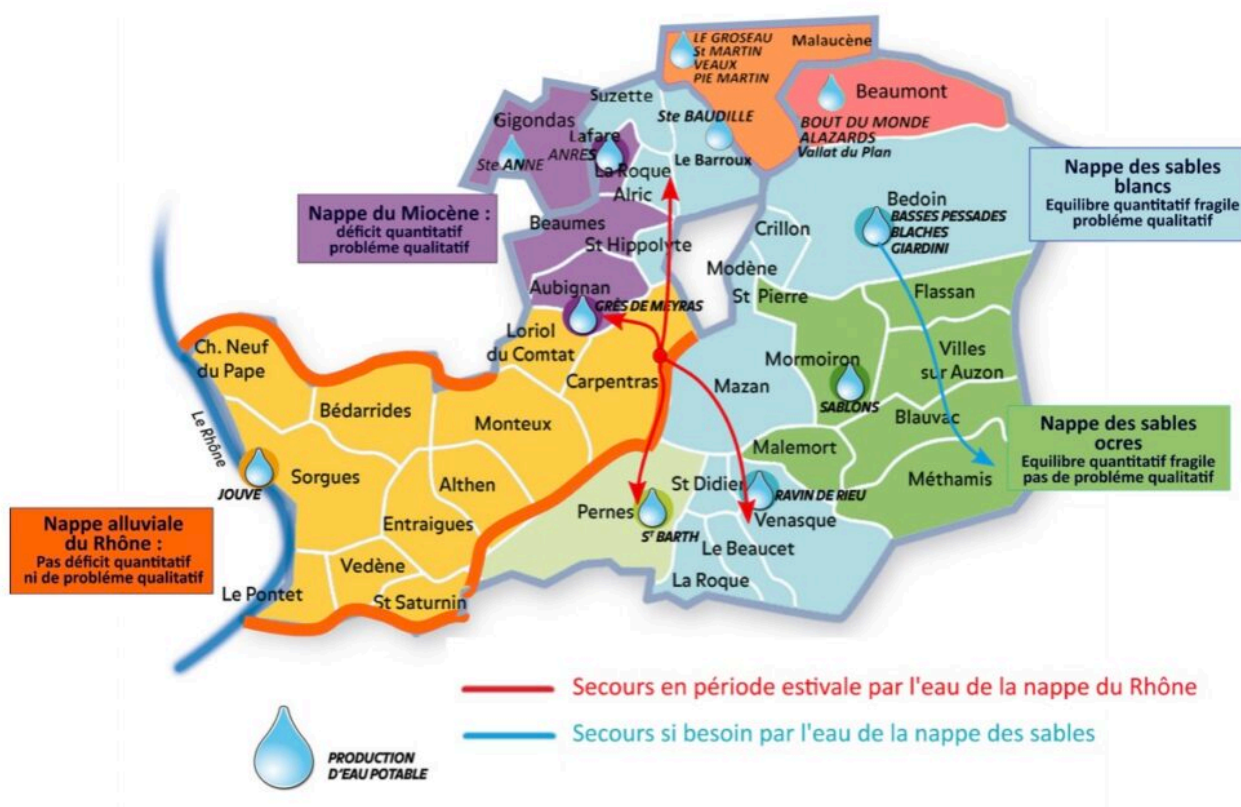 LE GROSEAU
St MARTIN
VEAUX
PIE MARTIN
Malaucène
Beaumont
BOUT DU MONDE
ALAZARDS
Vallat du Plan
Suzette
Ste BAUDILLE
Le Barroux
Gigondas
Ste ANNE
Lafare
ANRES
La Roque
Alric
Nappe du Miocène :
déficit quantitatif
probléme qualitatif
Beaumes
St Hippolyte
Aubignan
GRÈS DE MEYRAS
Nappe des sables
blancs
Equilibre quantitatif fragile
probléme qualitatif
Bedoin
BASSES PESSADES
BLACHES
GIARDINI
Crillon
Modène
St Pierre
Flassan
Mormoiron
SABLONS
Villes
sur Auzon
Blauvac
Malemort
Méthamis
Nappe des sables
ocres
Equilibre quantitatif fragile
pas de probléme qualitatif
Ch. Neuf
du Pape
Loriol
du Comtat
Carpentras
Mazan
Bédarrides
Monteux
Le Rhône
JOUVE
Sorgues
Althen
Entraigues
Vedène
Le Pontet
St Saturnin
Pernes
ST BARTH
St Didier
RAVIN DE RIEU
Venasque
Le Beaucet
La Roque
Nappe alluviale
du Rhône :
Pas déficit quantitatif
ni de probléme qualitatif
Secours en période estivale par l'eau de la nappe du Rhône
Secours si besoin par l'eau de la nappe des sables
PRODUCTION
D'EAU POTABLE